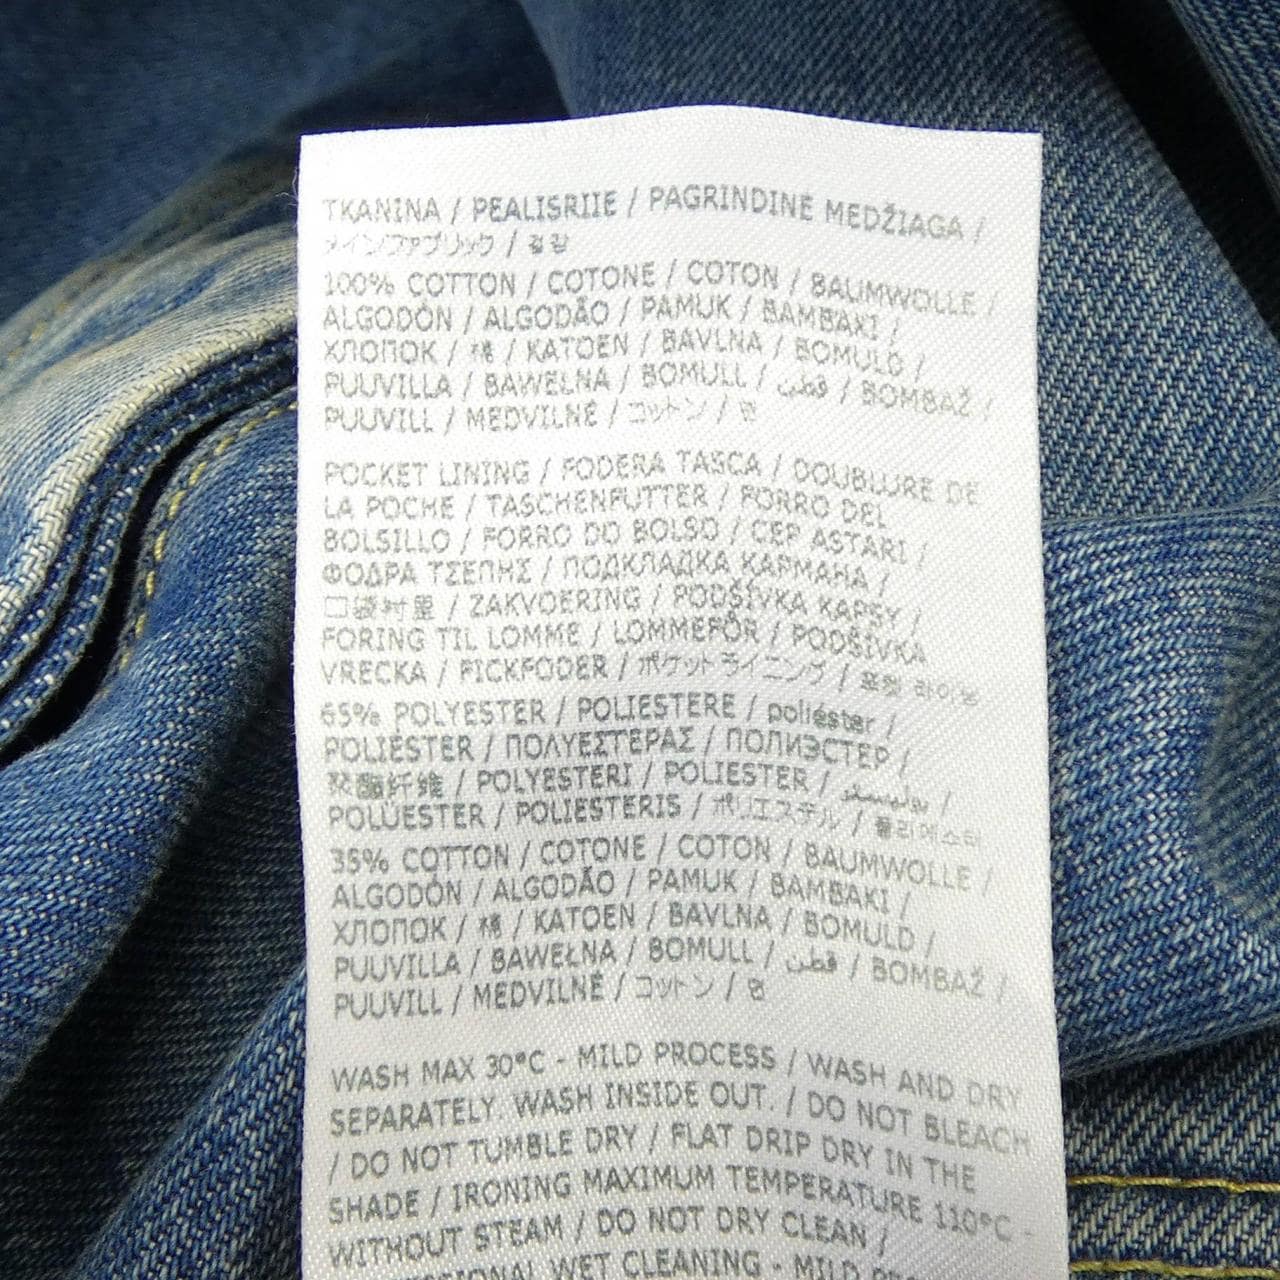 TKANINA / PEALISRIIE / PAGRINDINĖ MEDŽIAGA /
メインファブリック / 겉감
100% COTTON / COTONE / COTON / BAUMWOLLE /
ALGODÓN / ALGODÃO / PAMUK / ΒΑΜΒΑΚΙ /
ХЛОПОК / 棉 / KATOEN / BAVLNA / BOMULD /
PUUVILLA / BAWEŁNA / BOMULL / قطن / BOMBAŽ /
PUUVILL / MEDVILNĖ / コットン / 면
POCKET LINING / FODERA TASCA / DOUBLURE DE
LA POCHE / TASCHENFUTTER / FORRO DEL
BOLSILLO / FORRO DO BOLSO / CEP ASTARI /
ΦΟΔΡΑ ΤΣΕΠΗΣ / ПОДКЛАДКА КАРМАНА /
口袋衬里 / ZAKVOERING / PODŠÍVKA KAPSY /
FORING TIL LOMME / LOMMEFÔR / PODŠÍVKA
VRECKA / FICKFODER / ポケットライニング / 포켓 라이닝
65% POLYESTER / POLIESTERE / poliéster /
POLIÉSTER / ΠΟΛΥΕΣΤΕΡΑΣ / ПОЛИЭСТЕР /
聚酯纤维 / POLYESTERI / POLIESTER / بوليستر /
POLÜESTER / POLIESTERIS / ポリエステル / 폴리에스터
35% COTTON / COTONE / COTON / BAUMWOLLE /
ALGODÓN / ALGODÃO / PAMUK / ΒΑΜΒΑΚΙ /
ХЛОПОК / 棉 / KATOEN / BAVLNA / BOMULD /
PUUVILLA / BAWEŁNA / BOMULL / قطن / BOMBAŽ /
PUUVILL / MEDVILNĖ / コットン / 면
WASH MAX 30°C - MILD PROCESS / WASH AND DRY
SEPARATELY. WASH INSIDE OUT. / DO NOT BLEACH
/ DO NOT TUMBLE DRY / FLAT DRIP DRY IN THE
SHADE / IRONING MAXIMUM TEMPERATURE 110°C -
WITHOUT STEAM / DO NOT DRY CLEAN /
WET CLEANING - MILD